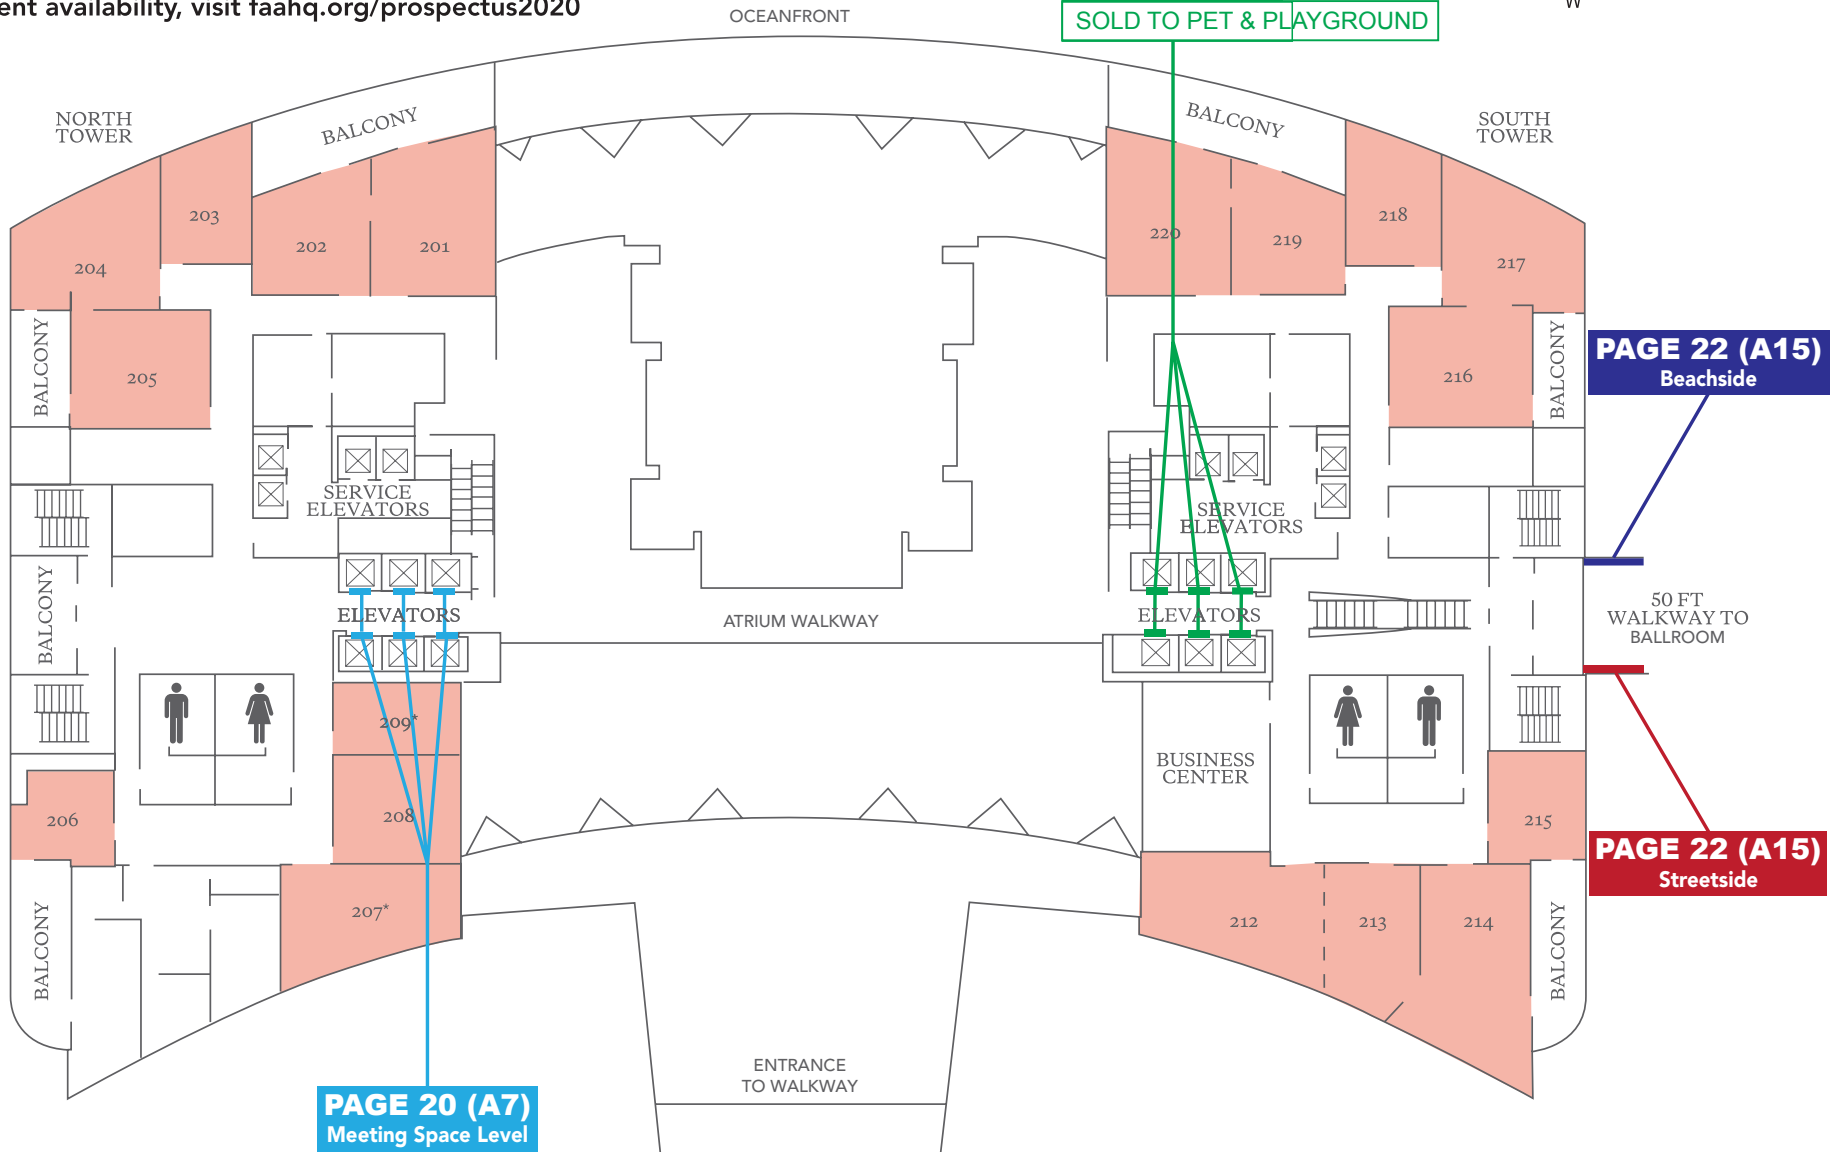 ent availability, visit faahq.org/prospectus2020
W
OCEANFRONT
SOLD TO PET & PLAYGROUND
NORTH
TOWER
BALCONY
BALCONY
SOUTH
TOWER
203
202
201
204
220
219
218
217
BALCONY
205
216
BALCONY
PAGE 22 (A15)
Beachside
SERVICE
ELEVATORS
SERVICE
ELEVATORS
BALCONY
ELEVATORS
ATRIUM WALKWAY
ELEVATORS
50 FT
WALKWAY TO
BALLROOM
209*
208
206
BUSINESS
CENTER
215
PAGE 22 (A15)
Streetside
207*
212
213
214
BALCONY
BALCONY
ENTRANCE
TO WALKWAY
PAGE 20 (A7)
Meeting Space Level